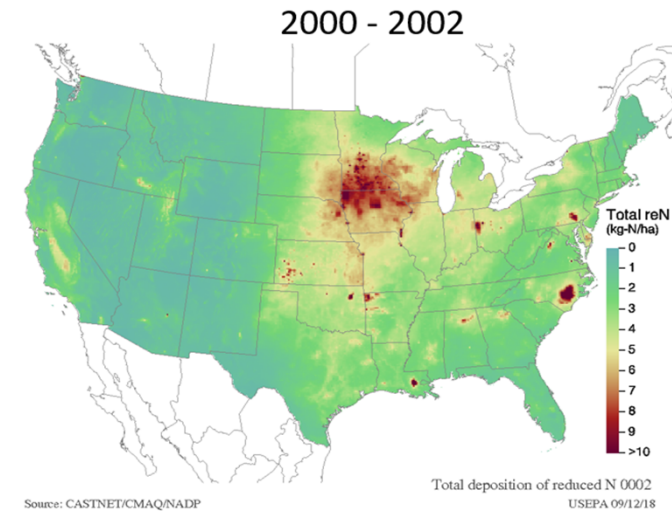 2000 - 2002
Total reN
(kg-N/ha)
0
1
2
3
4
5
6
7
8
9
>10
Total deposition of reduced N 0002
Source: CASTNET/CMAQ/NADP
USEPA 09/12/18